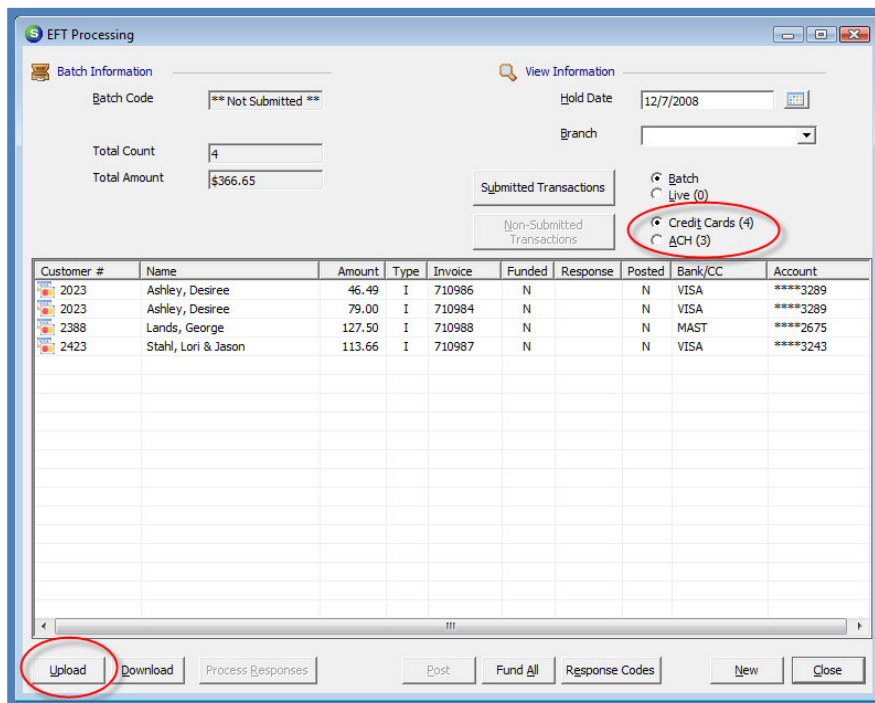 S EFT Processing
Batch Information
View Information
Batch Code ** Not Submitted **
Hold Date 12/7/2008
Branch
Total Count 4
Total Amount $366.65
Submitted Transactions
Batch
Live (0)
Non-Submitted
Transactions
Credit Cards (4)
ACH (3)
Customer # Name Amount Type Invoice Funded Response Posted Bank/CC Account
2023 Ashley, Desiree 46.49 I 710986 N N VISA ****3289
2023 Ashley, Desiree 79.00 I 710984 N N VISA ****3289
2388 Lands, George 127.50 I 710988 N N MAST ****2675
2423 Stahl, Lori & Jason 113.66 I 710987 N N VISA ****3243
Upload Download Process Responses Post Fund All Response Codes New Close